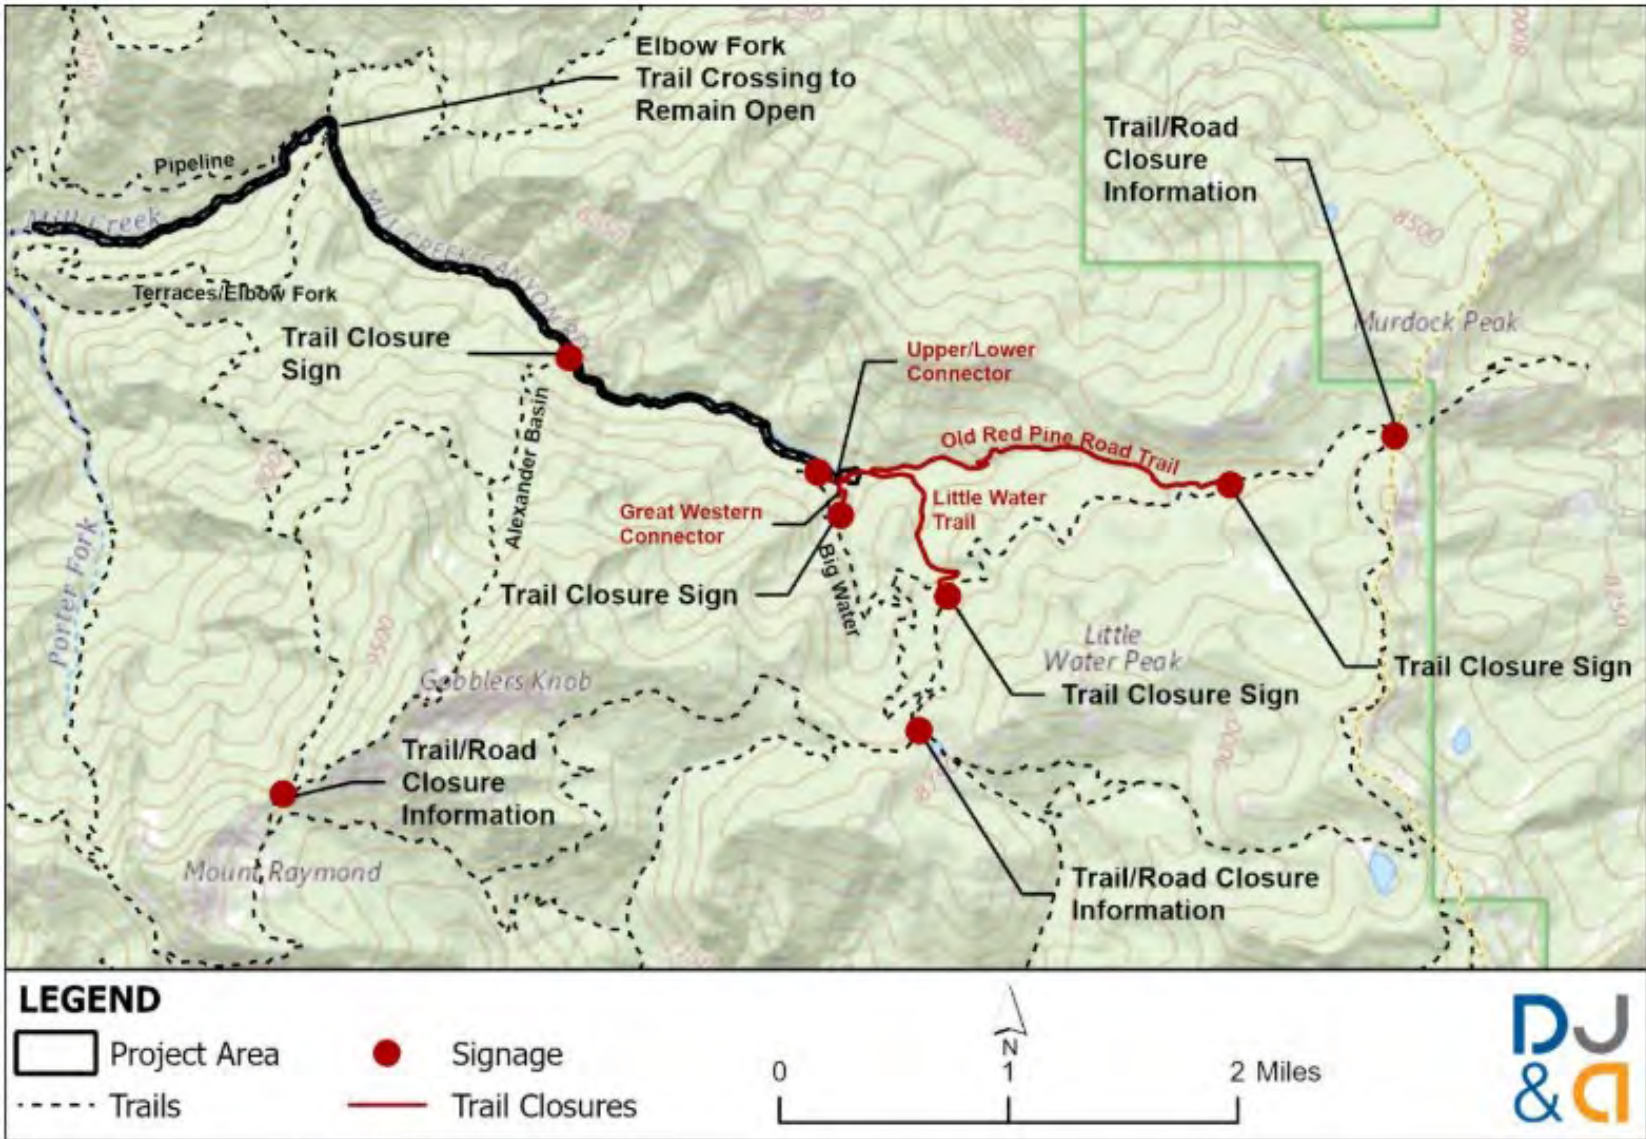 Elbow Fork
Trail Crossing to
Remain Open
Trail/Road
Closure
Information
Pipeline
Mill Creek
MILL CREEK CANYON RD
8500
Terraces/Elbow Fork
Murdock Peak
Trail Closure
Sign
Upper/Lower
Connector
Alexander Basin
Old Red Pine Road Trail
Great Western
Connector
Little Water
Trail
Big Water
Trail Closure Sign
Porter Fork
9500
8250
Little
Water Peak
Gobblers Knob
Trail Closure Sign
Trail Closure Sign
9000
Trail/Road
Closure
Information
Mount Raymond
Trail/Road Closure
Information
LEGEND
Project Area
Signage
Trails
Trail Closures
N
0 1 2 Miles
DJ
&a